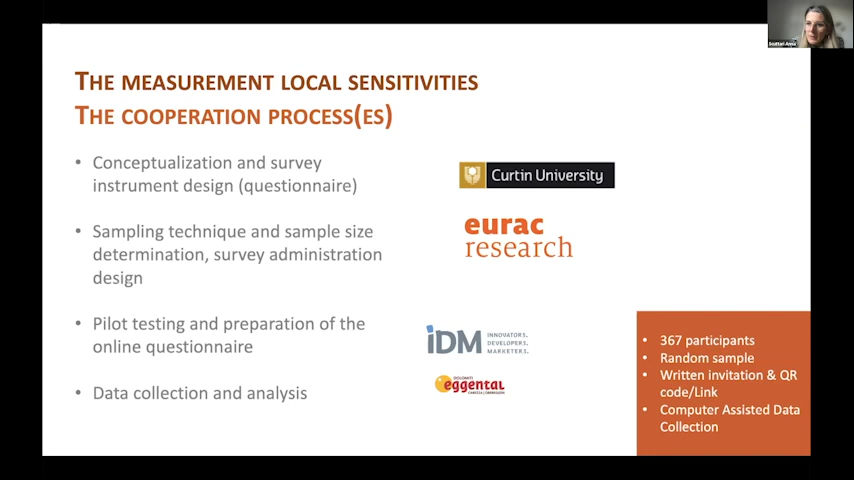 THE MEASUREMENT LOCAL SENSITIVITIES
THE COOPERATION PROCESS(ES)
• Conceptualization and survey
instrument design (questionnaire)
• Sampling technique and sample size
determination, survey administration
design
• Pilot testing and preparation of the
online questionnaire
• Data collection and analysis
Curtin University
eurac
research
iDM
INNOVATORS.
DEVELOPERS.
MARKETERS.
DOLOMITI
eggental
• 367 participants
• Random sample
• Written invitation & QR
code/Link
• Computer Assisted Data
Collection
Scuttari Anna